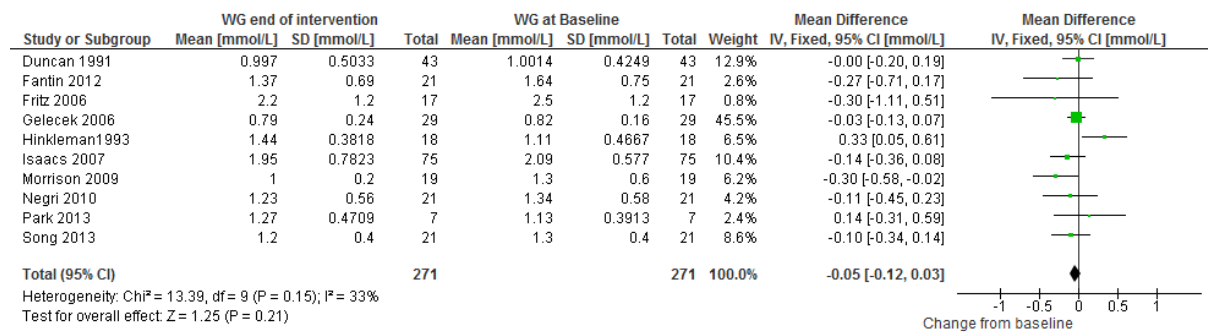 WG end of intervention WG at Baseline Mean Difference Mean Difference
Study or Subgroup Mean [mmol/L] SD [mmol/L] Total Mean [mmol/L] SD [mmol/L] Total Weight IV, Fixed, 95% CI [mmol/L] IV, Fixed, 95% CI [mmol/L]
Duncan 1991 0.997 0.5033 43 1.0014 0.4249 43 12.9% -0.00 [-0.20, 0.19]
Fantin 2012 1.37 0.69 21 1.64 0.75 21 2.6% -0.27 [-0.71, 0.17]
Fritz 2006 2.2 1.2 17 2.5 1.2 17 0.8% -0.30 [-1.11, 0.51]
Gelecek 2006 0.79 0.24 29 0.82 0.16 29 45.5% -0.03 [-0.13, 0.07]
Hinkleman1993 1.44 0.3818 18 1.11 0.4667 18 6.5% 0.33 [0.05, 0.61]
Isaacs 2007 1.95 0.7823 75 2.09 0.577 75 10.4% -0.14 [-0.36, 0.08]
Morrison 2009 1 0.2 19 1.3 0.6 19 6.2% -0.30 [-0.58, -0.02]
Negri 2010 1.23 0.56 21 1.34 0.58 21 4.2% -0.11 [-0.45, 0.23]
Park 2013 1.27 0.4709 7 1.13 0.3913 7 2.4% 0.14 [-0.31, 0.59]
Song 2013 1.2 0.4 21 1.3 0.4 21 8.6% -0.10 [-0.34, 0.14]
Total (95% CI) 271 271 100.0% -0.05 [-0.12, 0.03]
Heterogeneity: Chi² = 13.39, df = 9 (P = 0.15); I² = 33%
Test for overall effect: Z = 1.25 (P = 0.21)
-1 -0.5 0 0.5 1
Change from baseline